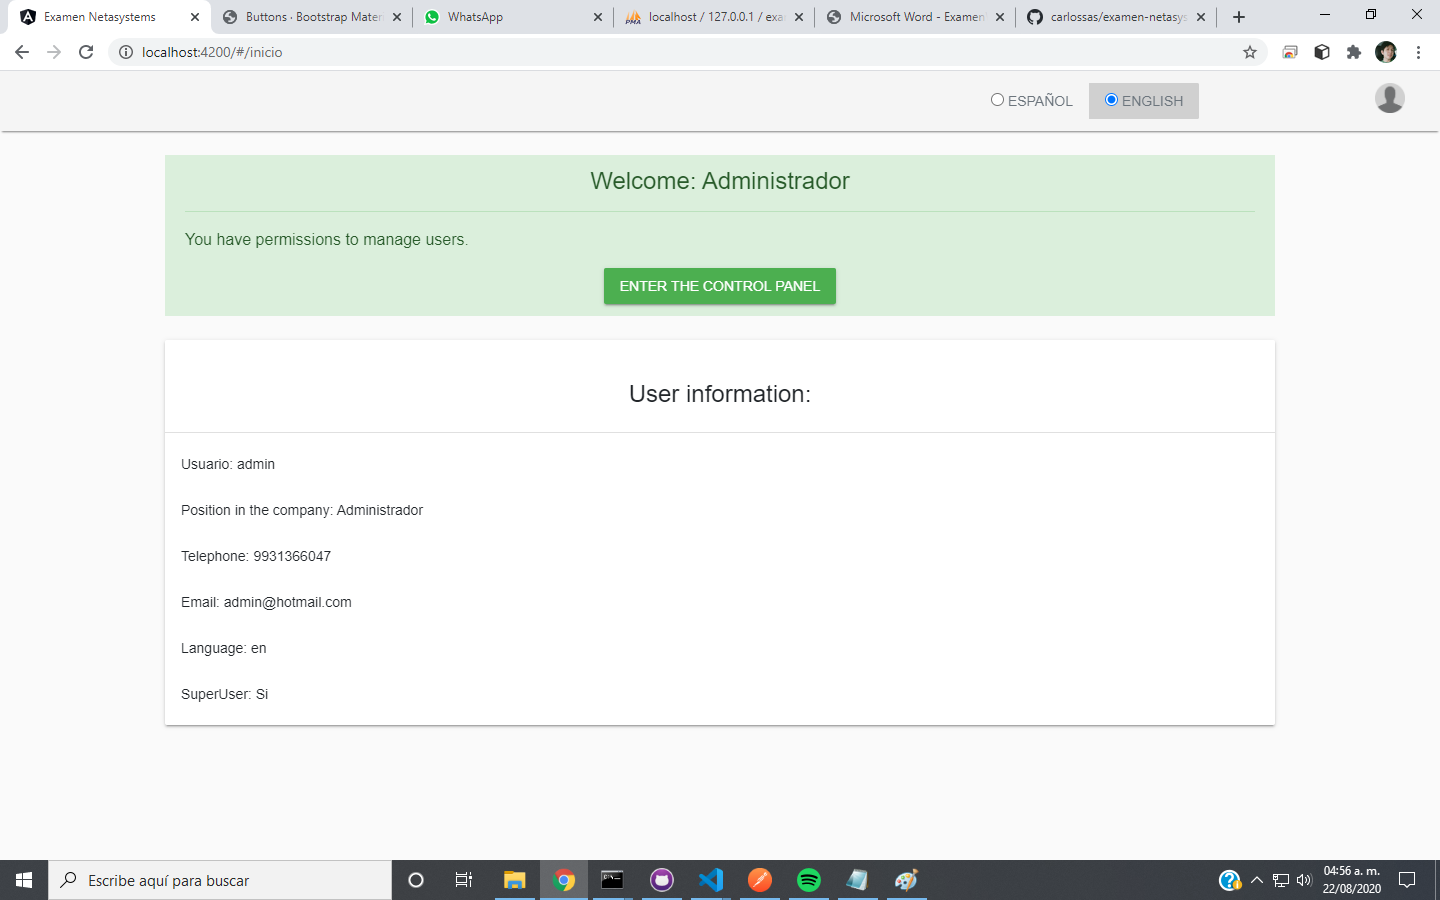 Examen Netasystems
Buttons · Bootstrap Mater
WhatsApp
localhost / 127.0.0.1 / exa
Microsoft Word - Examen
carlossas/examen-netasys
localhost:4200/#/inicio
ESPAÑOL
ENGLISH
Welcome: Administrador
You have permissions to manage users.
ENTER THE CONTROL PANEL
User information:
Usuario: admin
Position in the company: Administrador
Telephone: 9931366047
Email: admin@hotmail.com
Language: en
SuperUser: Si
Escribe aquí para buscar
04:56 a. m.
22/08/2020